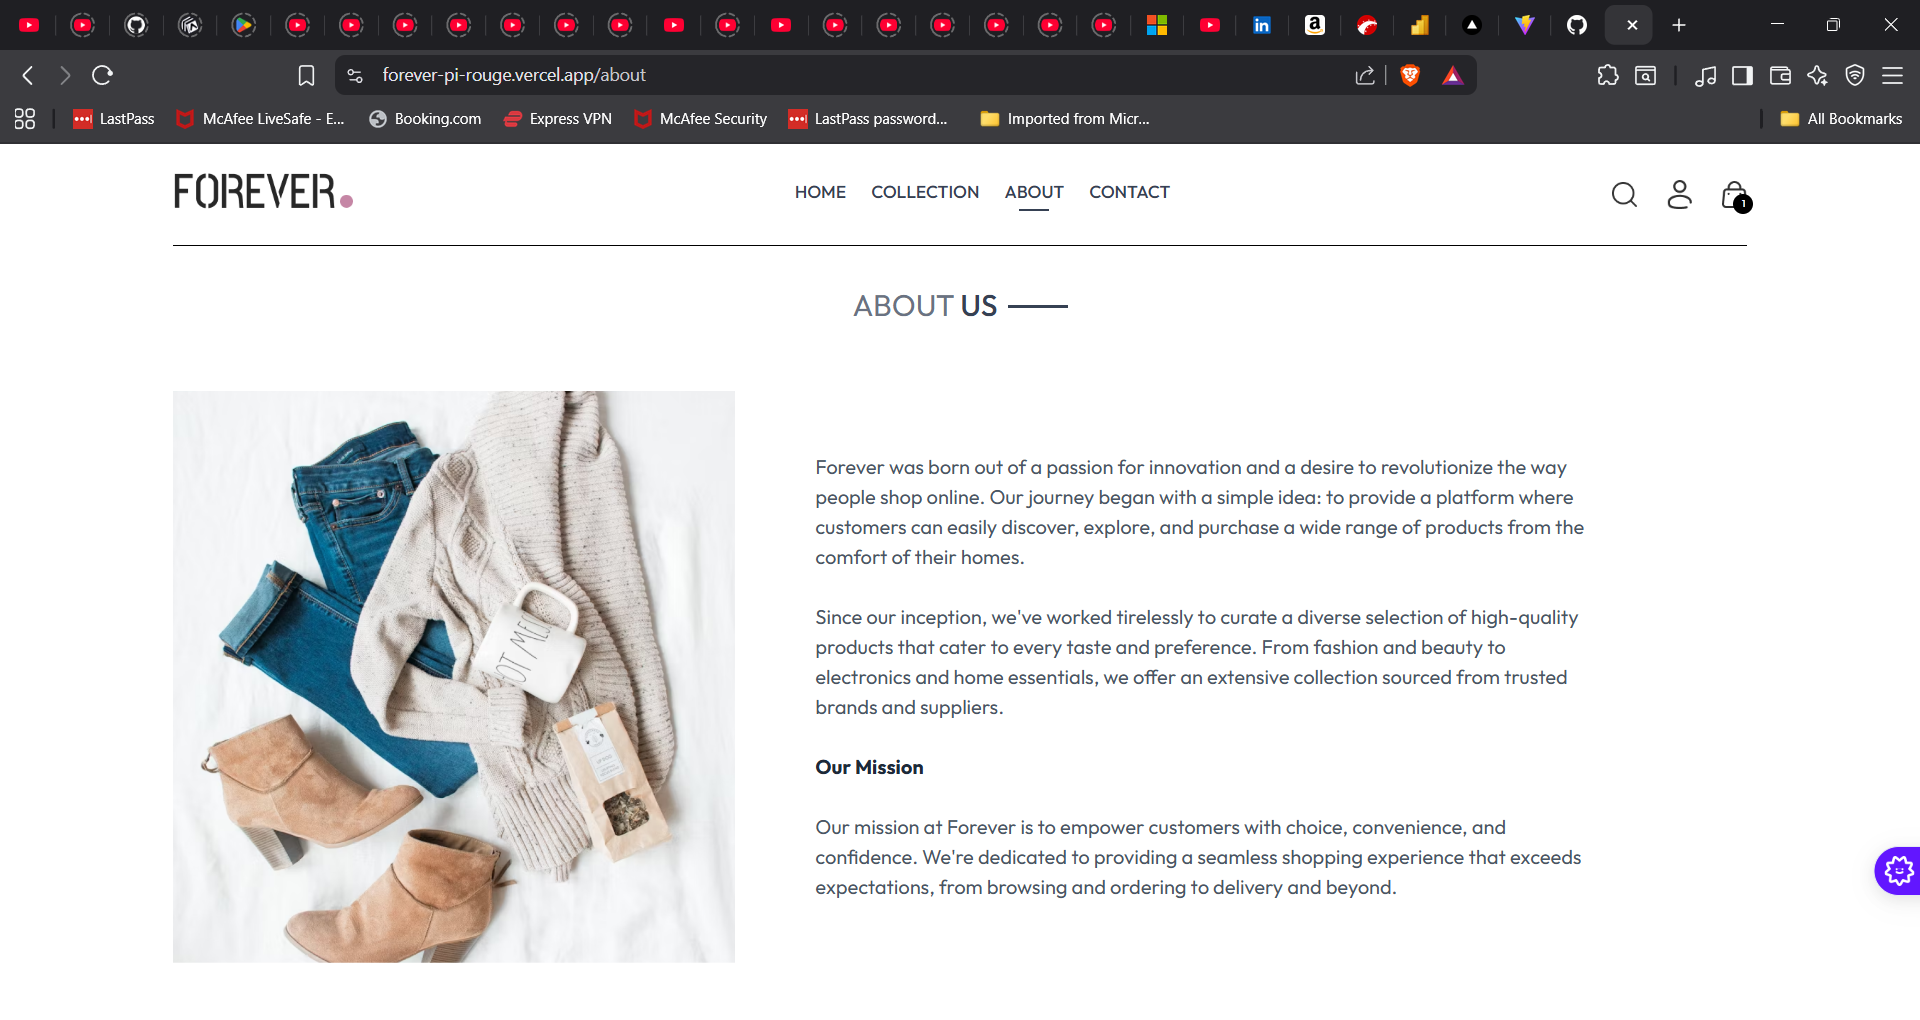 forever-pi-rouge.vercel.app/about
LastPass
McAfee LiveSafe - E...
Booking.com
Express VPN
McAfee Security
LastPass password...
Imported from Micr...
All Bookmarks
FOREVER.
HOME
COLLECTION
ABOUT
CONTACT
1
ABOUT US
Forever was born out of a passion for innovation and a desire to revolutionize the way
people shop online. Our journey began with a simple idea: to provide a platform where
customers can easily discover, explore, and purchase a wide range of products from the
comfort of their homes.
Since our inception, we've worked tirelessly to curate a diverse selection of high-quality
products that cater to every taste and preference. From fashion and beauty to
electronics and home essentials, we offer an extensive collection sourced from trusted
brands and suppliers.
Our Mission
Our mission at Forever is to empower customers with choice, convenience, and
confidence. We're dedicated to providing a seamless shopping experience that exceeds
expectations, from browsing and ordering to delivery and beyond.